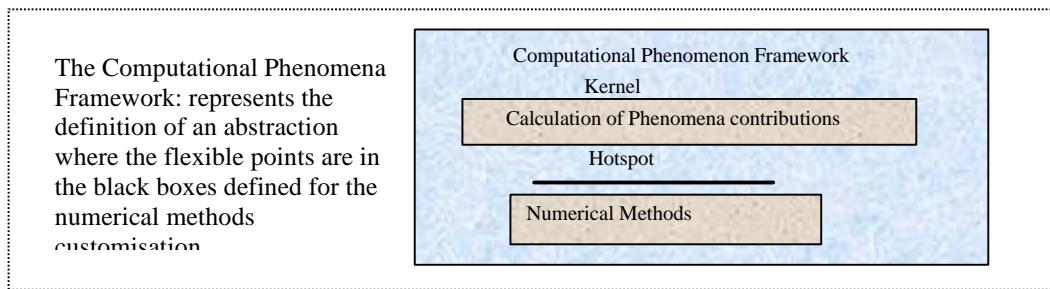 The Computational Phenomena
Framework: represents the
definition of an abstraction
where the flexible points are in
the black boxes defined for the
numerical methods
customisation
Computational Phenomenon Framework
Kernel
Calculation of Phenomena contributions
Hotspot
Numerical Methods